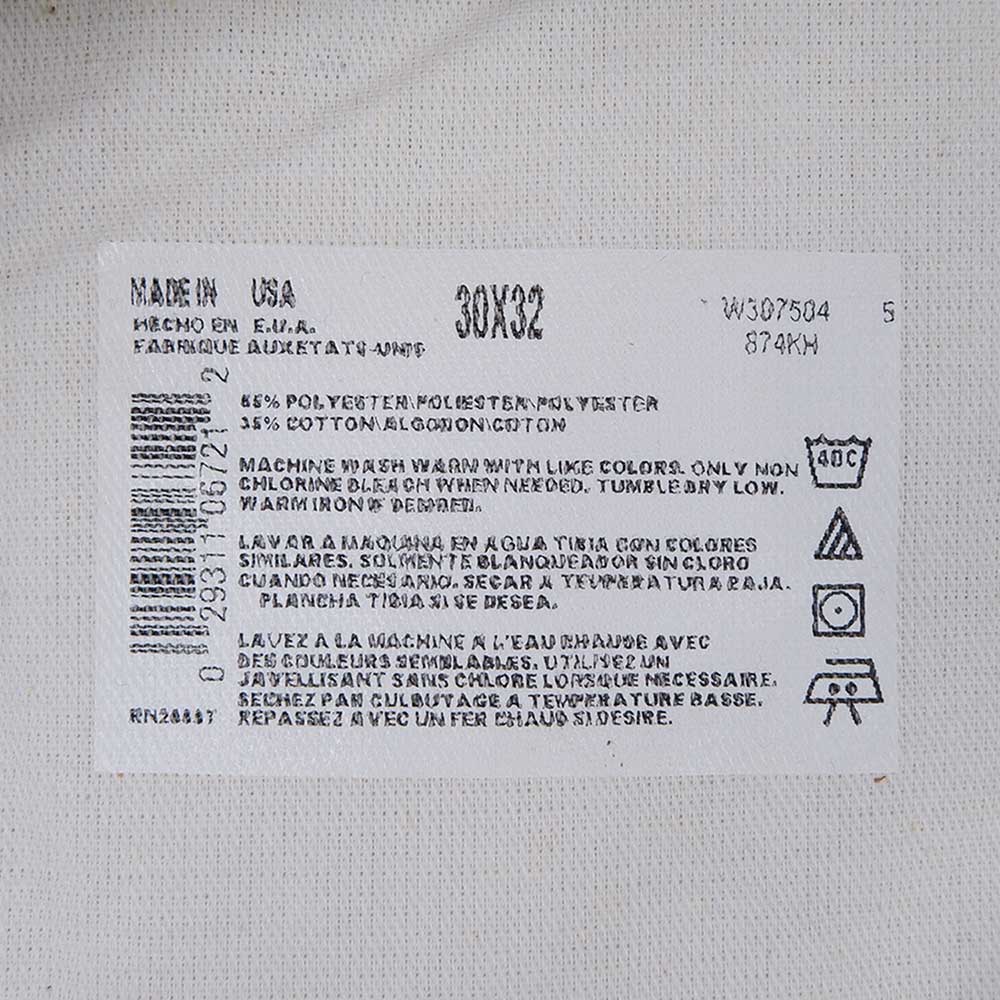 MADE IN USA
HECHO EN E.U.A.
FABRIQUE AUX ETATS-UNIS
30X32
W307504 5
874KH
65% POLYESTER\POLIESTER\POLYESTER
35% COTTON\ALGODON\COTON
MACHINE WASH WARM WITH LIKE COLORS. ONLY NON
CHLORINE BLEACH WHEN NEEDED. TUMBLE DRY LOW.
WARM IRON IF DESIRED.
LAVAR A MAQUINA EN AGUA TIBIA CON COLORES
SIMILARES. SOLMENTE BLANQUEADOR SIN CLORO
CUANDO NECESARIO. SECAR A TEMPERATURA BAJA.
PLANCHA TIBIA SI SE DESEA.
LAVEZ A LA MACHINE A L'EAU CHAUDE AVEC
DES COULEURS SEMBLABLES. UTILISEZ UN
JAVELLISANT SANS CHLORE LORSQUE NECESSAIRE.
SECHEZ PAR CULBUTAGE A TEMPERATURE BASSE.
REPASSEZ AVEC UN FER CHAUD SI DESIRE.
40C
0 29311 06721 2